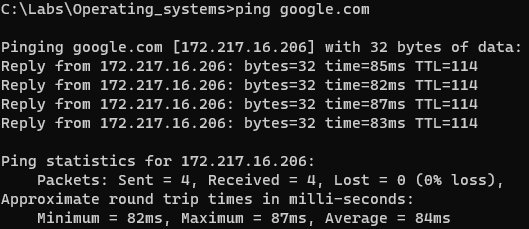 C:\Labs\Operating_systems>ping google.com
Pinging google.com [172.217.16.206] with 32 bytes of data:
Reply from 172.217.16.206: bytes=32 time=85ms TTL=114
Reply from 172.217.16.206: bytes=32 time=82ms TTL=114
Reply from 172.217.16.206: bytes=32 time=87ms TTL=114
Reply from 172.217.16.206: bytes=32 time=83ms TTL=114
Ping statistics for 172.217.16.206:
    Packets: Sent = 4, Received = 4, Lost = 0 (0% loss),
Approximate round trip times in milli-seconds:
    Minimum = 82ms, Maximum = 87ms, Average = 84ms